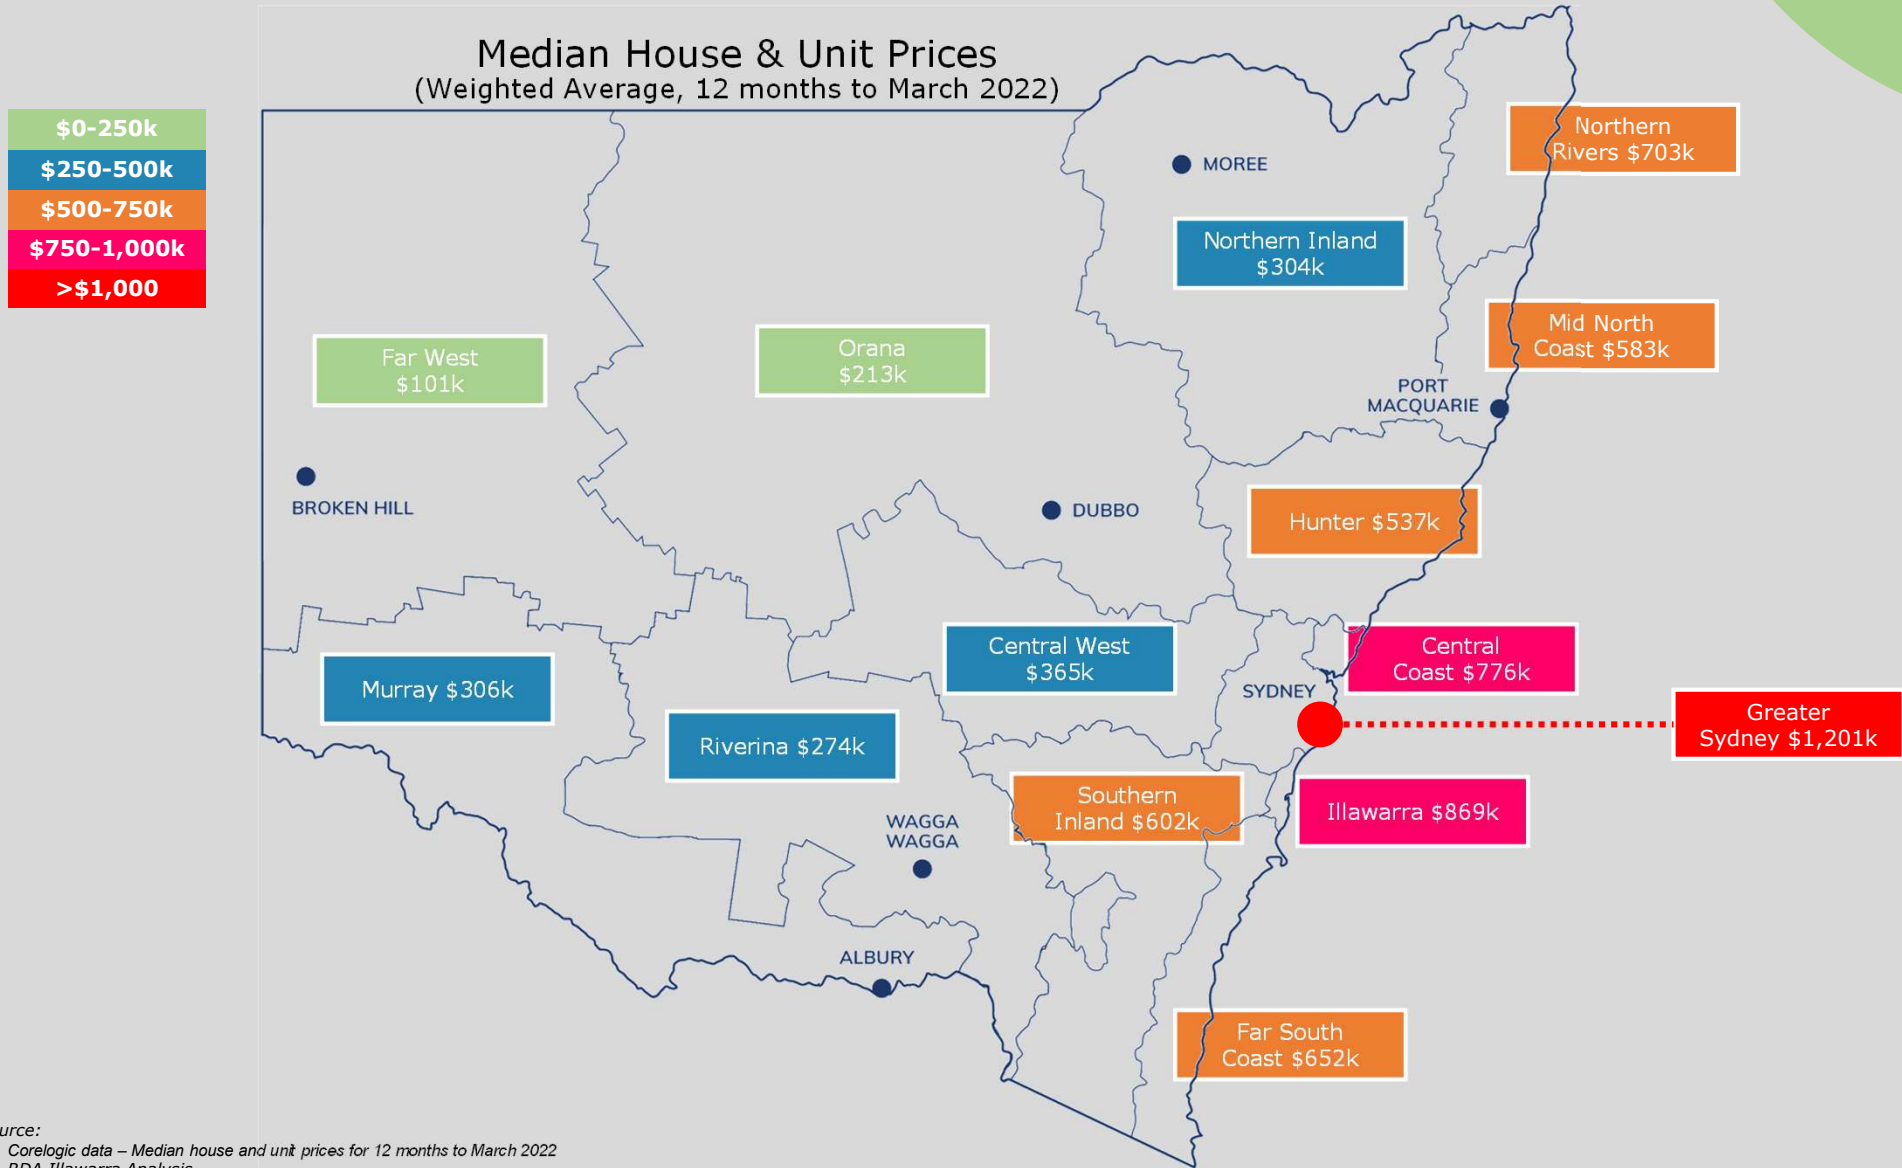 Median House & Unit Prices
(Weighted Average, 12 months to March 2022)
$0-250k
$250-500k
$500-750k
$750-1,000k
>$1,000
Northern
Rivers $703k
MOREE
Northern Inland
$304k
Mid North
Coast $583k
Far West
$101k
Orana
$213k
PORT
MACQUARIE
BROKEN HILL
DUBBO
Hunter $537k
Central West
$365k
Central
Coast $776k
Murray $306k
SYDNEY
Greater
Sydney $1,201k
Riverina $274k
Southern
Inland $602k
Illawarra $869k
WAGGA
WAGGA
ALBURY
Far South
Coast $652k
urce:
Corelogic data – Median house and unit prices for 12 months to March 2022
RDA Illawarra Analysis